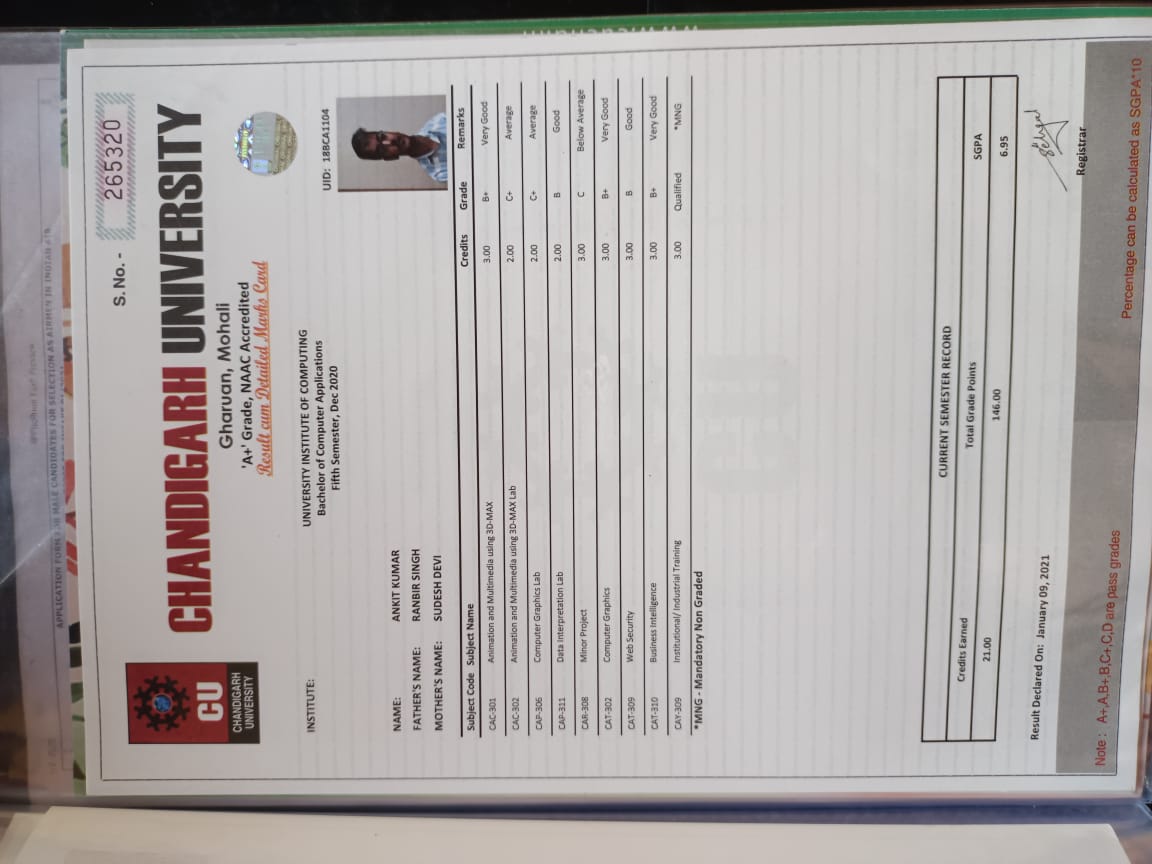 APPLICATION FORM FOR MALE CANDIDATES FOR SELECTION AS AIRMEN IN INDIAN AIR
S. No. - 265320
CU
CHANDIGARH
UNIVERSITY
CHANDIGARH UNIVERSITY
Gharuan, Mohali
'A+' Grade, NAAC Accredited
Result cum Detailed Marks Card
INSTITUTE: UNIVERSITY INSTITUTE OF COMPUTING
Bachelor of Computer Applications
Fifth Semester, Dec 2020
UID: 18BCA1104
NAME: ANKIT KUMAR
FATHER'S NAME: RANBIR SINGH
MOTHER'S NAME: SUDESH DEVI
Subject Code Subject Name Credits Grade Remarks
CAC-301 Animation and Multimedia using 3D-MAX 3.00 B+ Very Good
CAC-302 Animation and Multimedia using 3D-MAX Lab 2.00 C+ Average
CAP-306 Computer Graphics Lab 2.00 C+ Average
CAP-311 Data Interpretation Lab 2.00 B Good
CAR-308 Minor Project 3.00 C Below Average
CAT-302 Computer Graphics 3.00 B+ Very Good
CAT-309 Web Security 3.00 B Good
CAT-310 Business Intelligence 3.00 B+ Very Good
CAY-309 Institutional/ Industrial Training 3.00 Qualified *MNG
*MNG - Mandatory Non Graded
CU
CURRENT SEMESTER RECORD
Credits Earned Total Grade Points SGPA
21.00 146.00 6.95
Result Declared On: January 09, 2021
Registrar
Note : A+,A,B+,B,C+,C,D are pass grades
Percentage can be calculated as SGPA*10